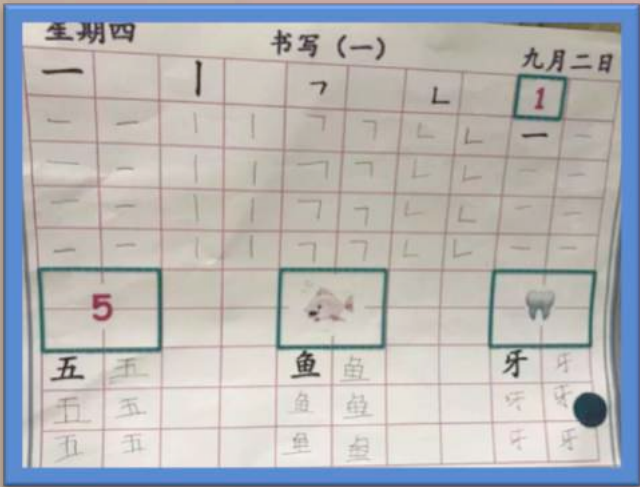 星期四 书写（一） 九月二日
一 丨 ㄱ ㄴ 1
一 一 丨 丨 ㄱ ㄱ ㄴ ㄴ 一 一
一 一 丨 丨 ㄱ ㄱ ㄴ ㄴ 一 一
一 一 丨 丨 ㄱ ㄱ ㄴ ㄴ 一 一
一 一 丨 丨 ㄱ ㄱ ㄴ ㄴ 一 一
5
五 五 鱼 鱼 牙 牙
五 五 鱼 鱼 牙 牙
五 五 鱼 鱼 牙 牙